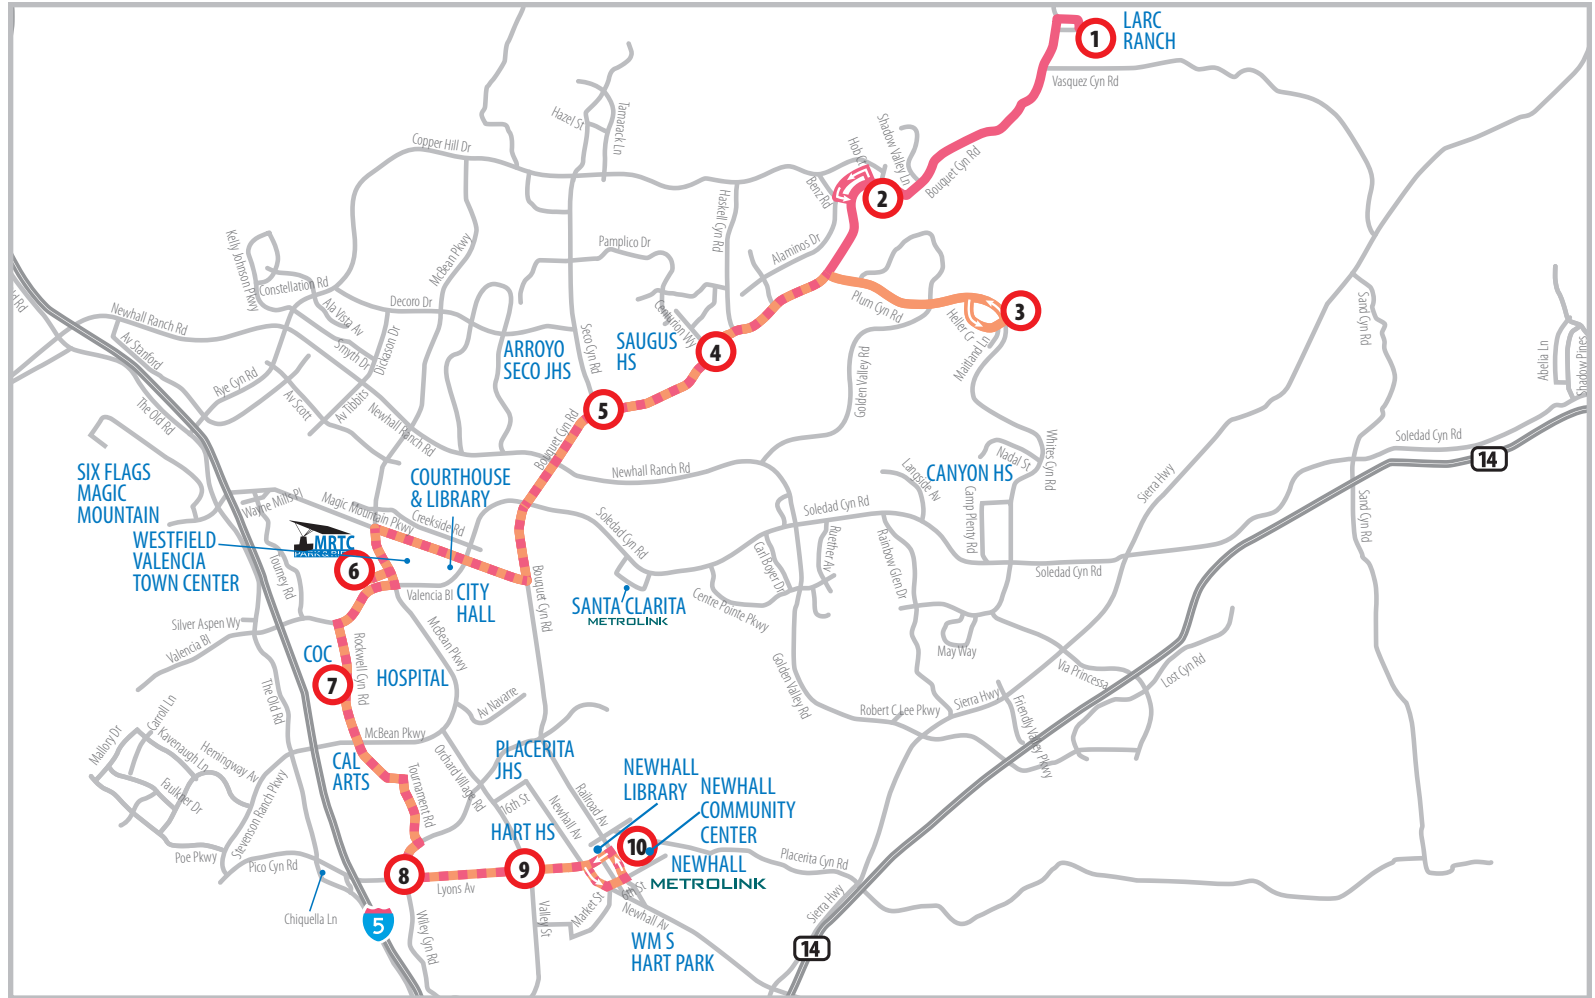 1
LARC
RANCH
Vasquez Cyn Rd
Tamarack Ln
Hazel St
Copper Hill Dr
Shadow Valley Ln
Hob Ct
Benz Rd
2
Bouquet Cyn Rd
Haskell Cyn Rd
Alaminos Dr
Pamplico Dr
McBean Pkwy
Kelly Johnson Pkwy
Constellation Rd
Ala Vista Av
Decoro Dr
Newhall Ranch Rd
Av Stanford
Smyth Dr
Dickason Dr
Seco Cyn Rd
Centurion Wy
Plum Cyn Rd
Heller Cr
Maitland Ln
3
Sand Cyn Rd
Abelia Ln
Shadow Pines
SAUGUS
HS
4
ARROYO
SECO JHS
Rye Cyn Rd
Av Scott
Av Tibbits
The Old Rd
Newhall Ranch Rd
5
Bouquet Cyn Rd
Golden Valley Rd
Whites Cyn Rd
Soledad Cyn Rd
14
SIX FLAGS
MAGIC
MOUNTAIN
COURTHOUSE
& LIBRARY
Newhall Ranch Rd
Langside Av
CANYON HS
Nadal St
Camp Plenty Rd
Sierra Hwy
Sand Cyn Rd
Wayne Mills Pl
Magic Mountain Pkwy
Creekside Rd
Soledad Cyn Rd
Soledad Cyn Rd
WESTFIELD
VALENCIA
TOWN CENTER
MRTC
PARK & RIDE
6
Tourney Rd
Valencia Bl
CITY
HALL
Bouquet Cyn Rd
SANTA CLARITA
METROLINK
Centre Pointe Pkwy
Carl Boyer Dr
Ruether Av
Rainbow Glen Dr
Soledad Cyn Rd
Silver Aspen Wy
Valencia Bl
COC
7
Rockwell Cyn Rd
HOSPITAL
McBean Pkwy
Av Navarre
The Old Rd
May Way
Via Princessa
Lost Cyn Rd
Golden Valley Rd
Robert C Lee Pkwy
Sierra Hwy
Friendly Valley Pkwy
Mallory Dr
Carroll Ln
Kavenaugh Ln
Hemingway Av
Faulkner Dr
Stevenson Ranch Pkwy
McBean Pkwy
CAL
ARTS
Tournament Rd
Orchard Village Rd
PLACERITA
JHS
16th St
Newhall Av
Railroad Av
NEWHALL
LIBRARY
NEWHALL
COMMUNITY
CENTER
HART HS
10
NEWHALL
METROLINK
Placerita Cyn Rd
Poe Pkwy
Pico Cyn Rd
8
Lyons Av
9
5th St
Market St
Newhall Av
Valley St
Chiquella Ln
5
Wiley Cyn Rd
WM S
HART PARK
Sierra Hwy
14